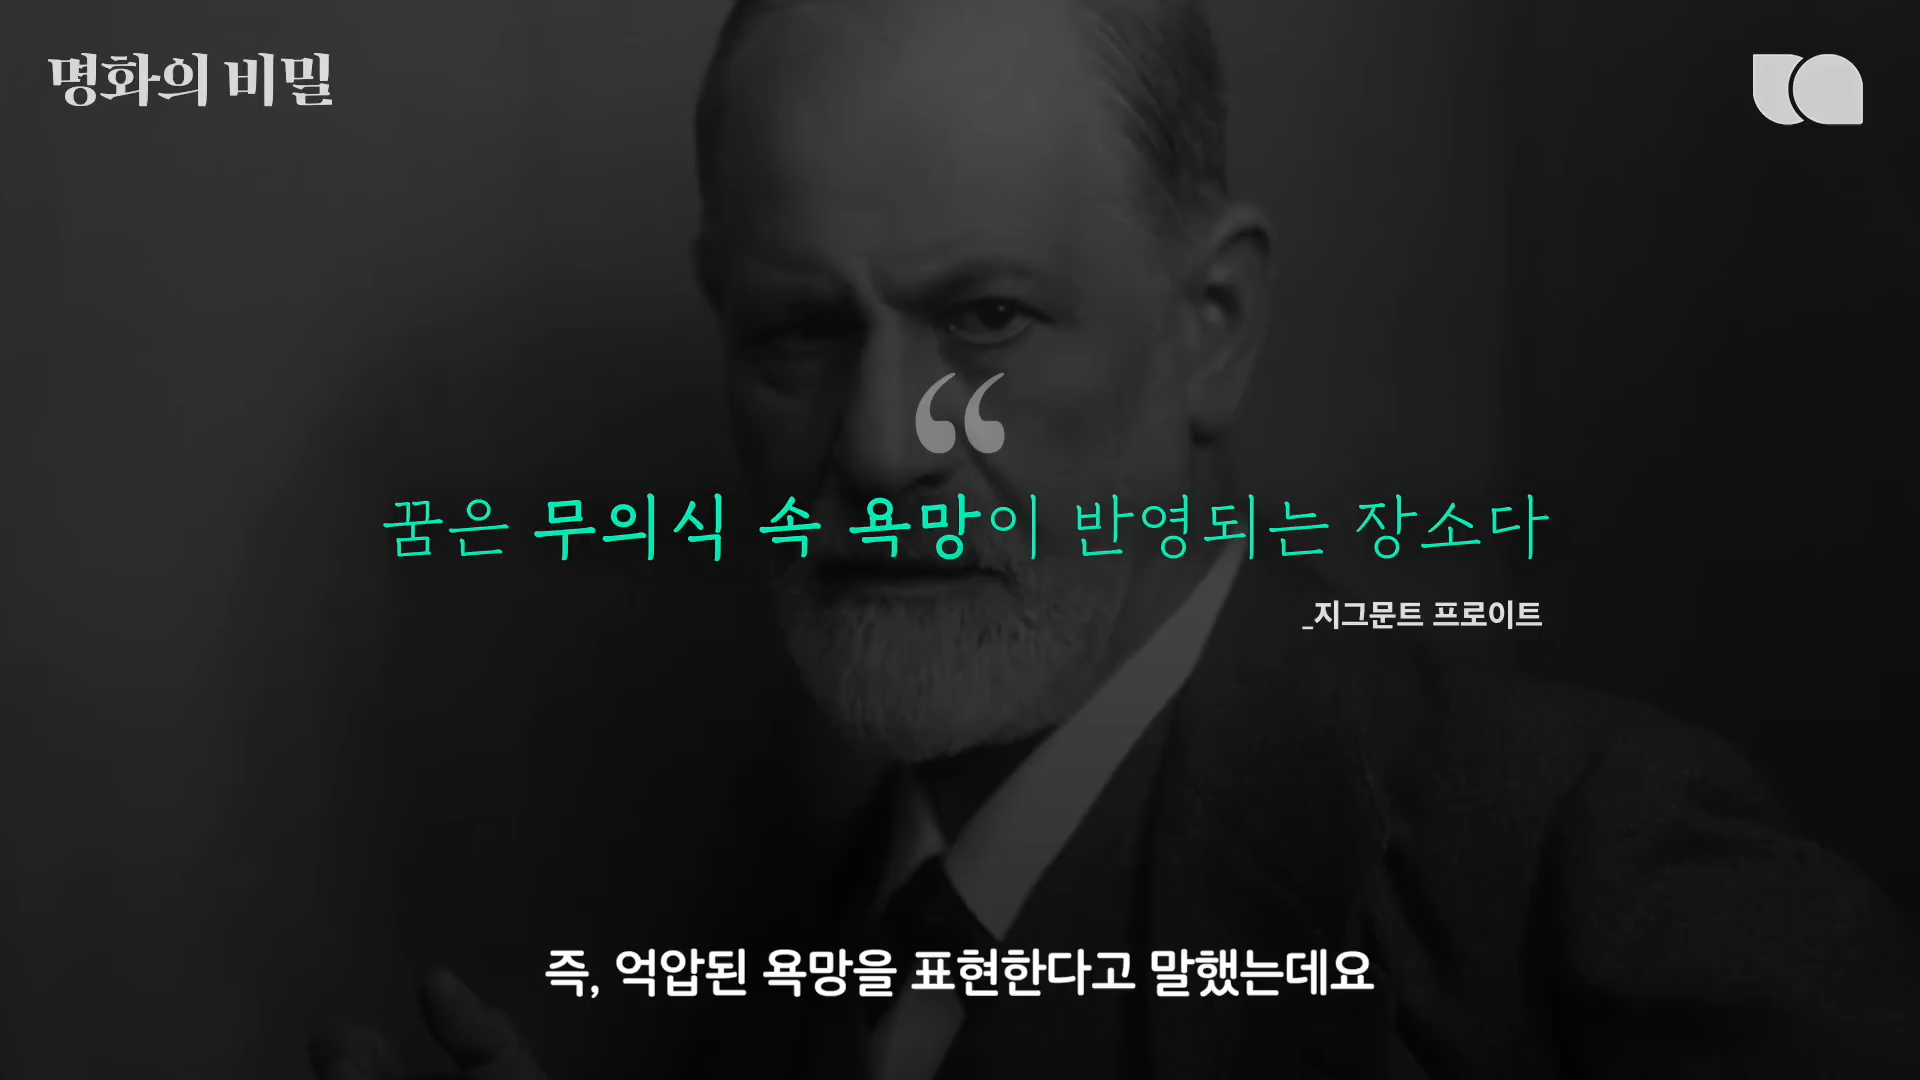 명화의 비밀
“
꿈은 무의식 속 욕망이 반영되는 장소다
_지그문트 프로이트
즉, 억압된 욕망을 표현한다고 말했는데요